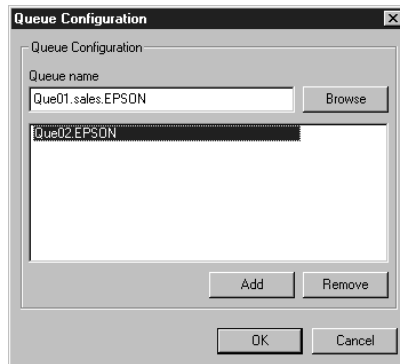 Queue Configuration
Queue Configuration
Queue name
Que01.sales.EPSON
Browse
Que02.EPSON
Add
Remove
OK
Cancel